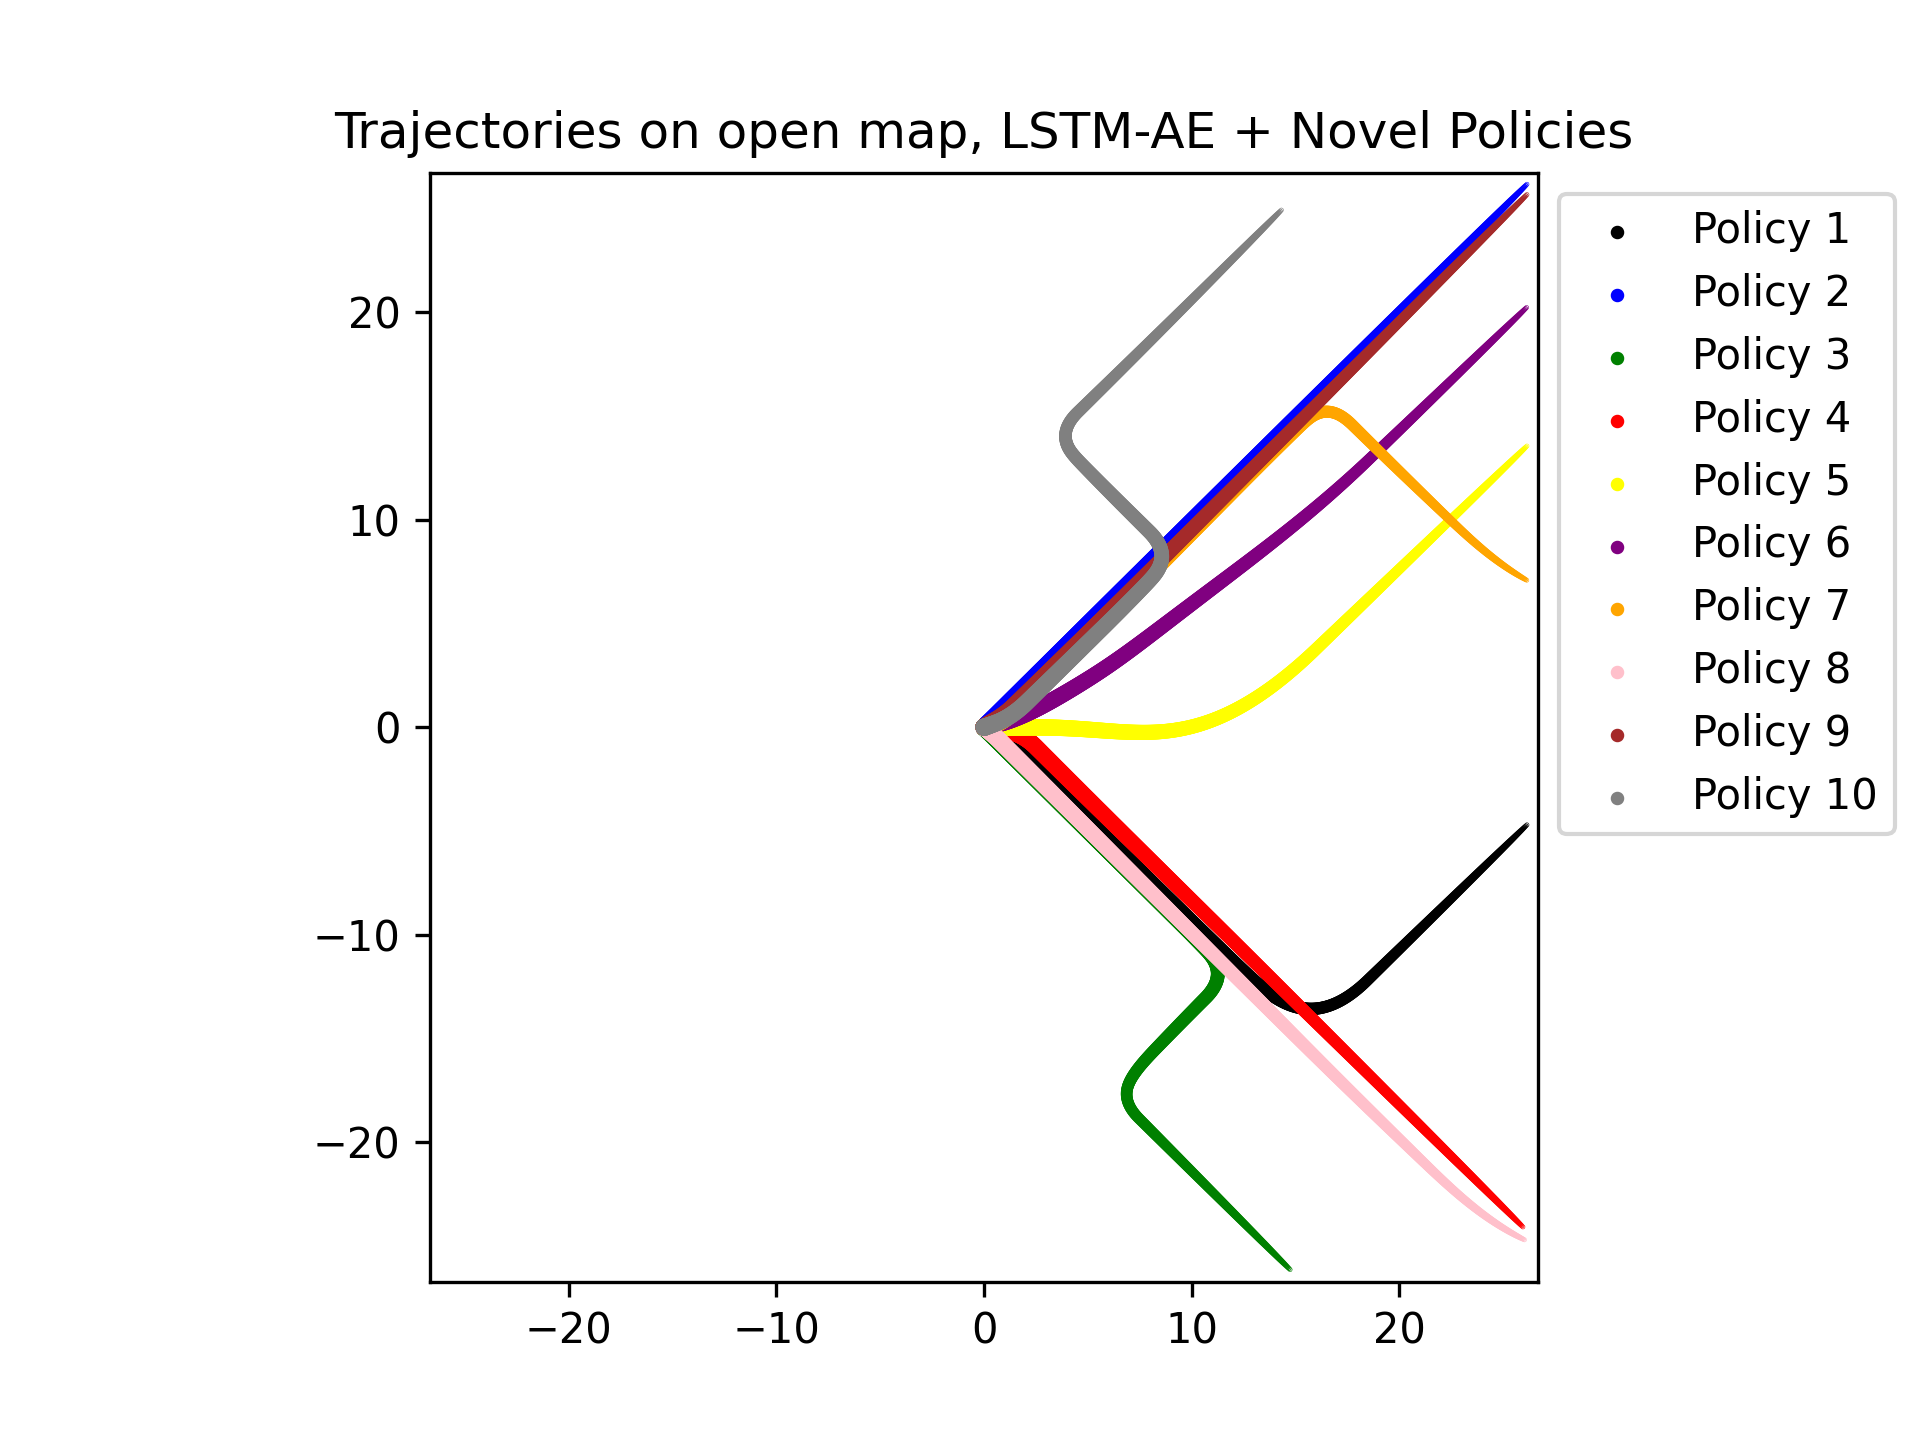 Trajectories on open map, LSTM-AE + Novel Policies
20
10
0
−10
−20
−20
−10
0
10
20
Policy 1
Policy 2
Policy 3
Policy 4
Policy 5
Policy 6
Policy 7
Policy 8
Policy 9
Policy 10